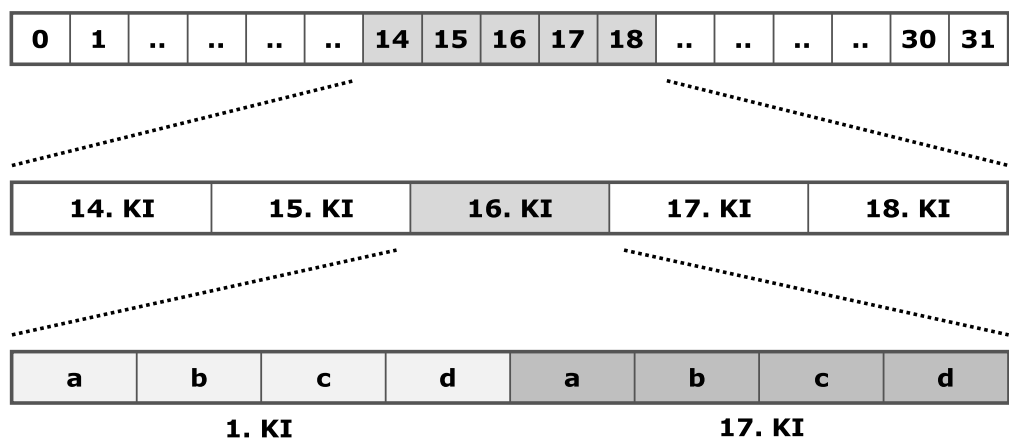 0 1 .. .. .. .. 14 15 16 17 18 .. .. .. .. 30 31
14. KI 15. KI 16. KI 17. KI 18. KI
a b c d a b c d
1. KI 17. KI